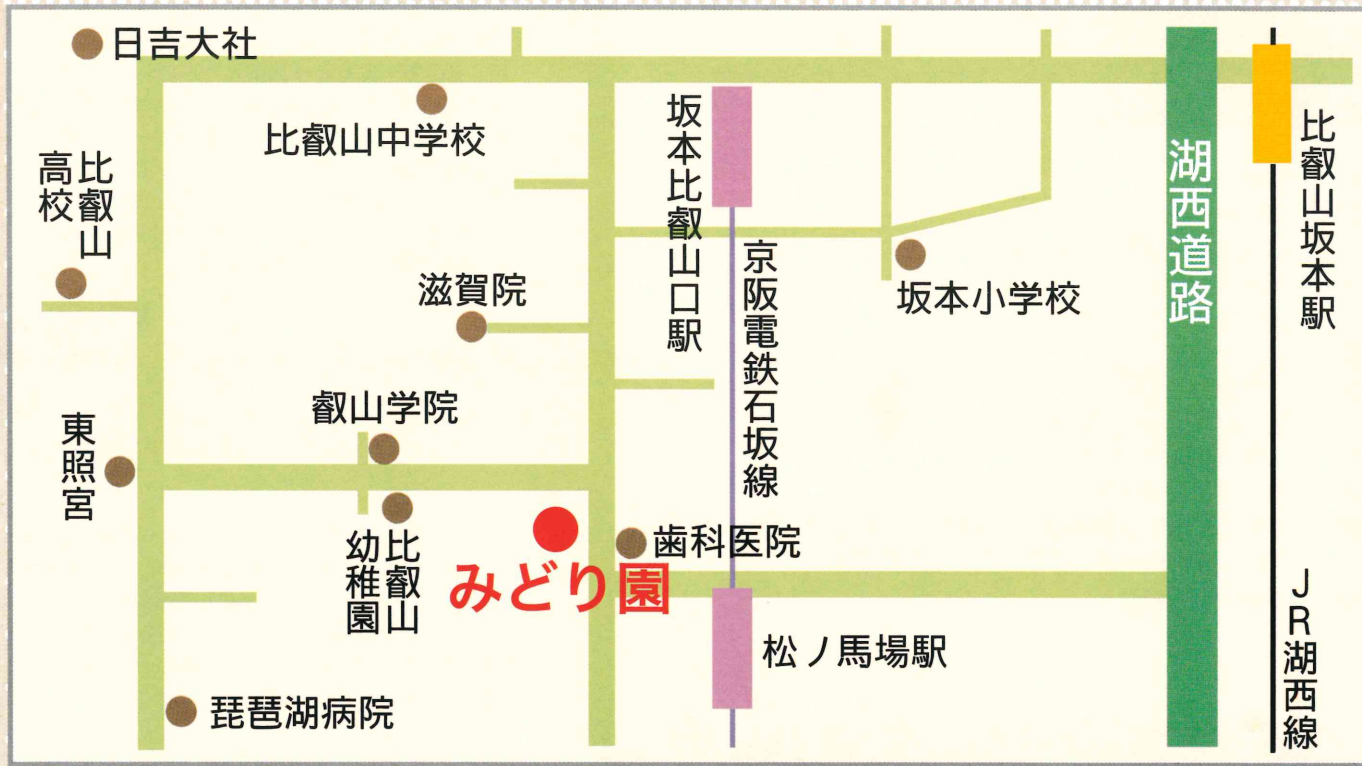 日吉大社
比叡山中学校
比叡山
高校
滋賀院
叡山学院
東照宮
比叡山
幼稚園
みどり園
歯科医院
琵琶湖病院
坂本比叡山口駅
京阪電鉄石坂線
坂本小学校
松ノ馬場駅
湖西道路
比叡山坂本駅
JR湖西線